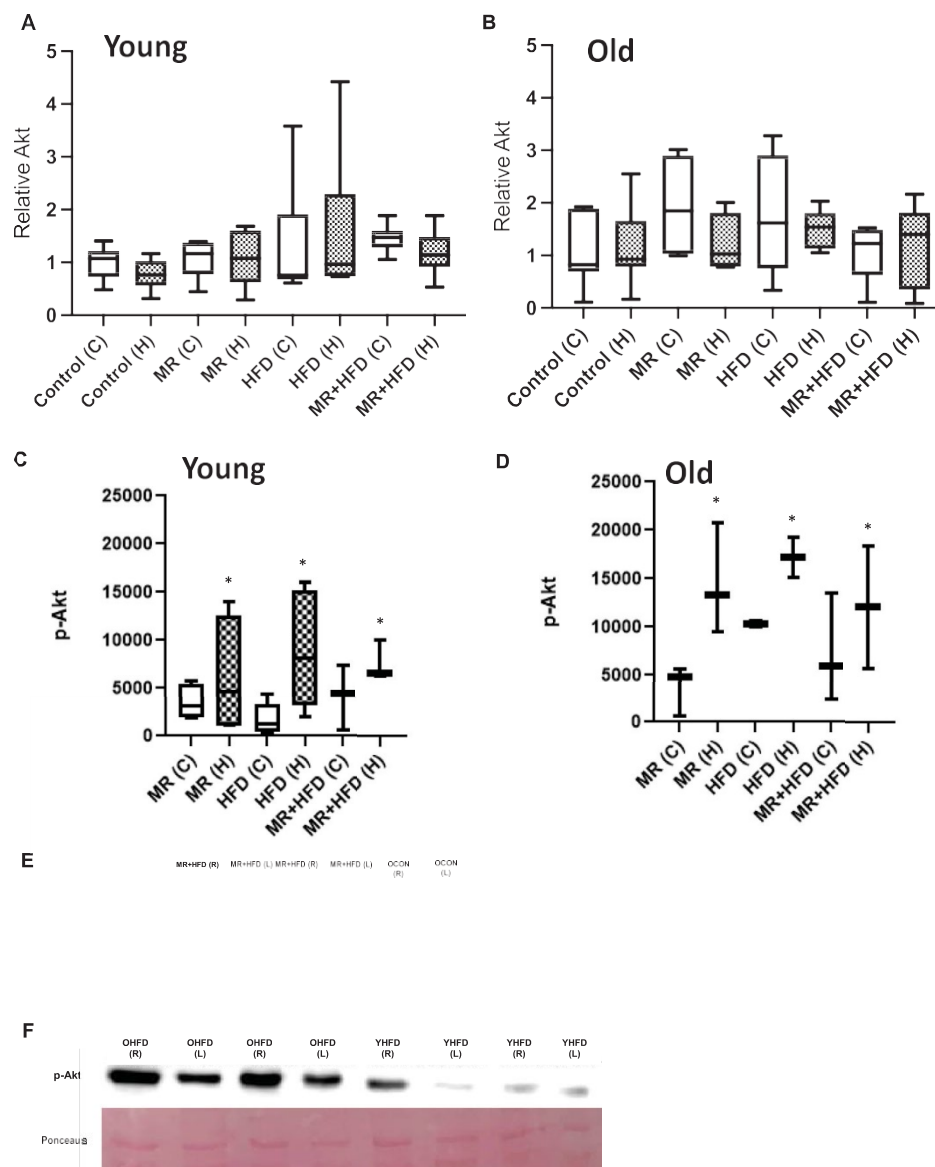 A
Young
Relative Akt
5
4
3
2
1
0
Control (C)
Control (H)
MR (C)
MR (H)
HFD (C)
HFD (H)
MR+HFD (C)
MR+HFD (H)
B
Old
Relative Akt
5
4
3
2
1
0
Control (C)
Control (H)
MR (C)
MR (H)
HFD (C)
HFD (H)
MR+HFD (C)
MR+HFD (H)
C
Young
p-Akt
25000
20000
15000
10000
5000
0
*
*
*
MR (C)
MR (H)
HFD (C)
HFD (H)
MR+HFD (C)
MR+HFD (H)
D
Old
p-Akt
25000
20000
15000
10000
5000
0
*
*
*
MR (C)
MR (H)
HFD (C)
HFD (H)
MR+HFD (C)
MR+HFD (H)
E
MR+HFD (R) MR+HFD (L) MR+HFD (R) MR+HFD (L) OCON OCON
(R) (L)
F
OHFD OHFD OHFD OHFD YHFD YHFD YHFD YHFD
(R) (L) (R) (L) (R) (L) (R) (L)
p-Akt
Ponceaus